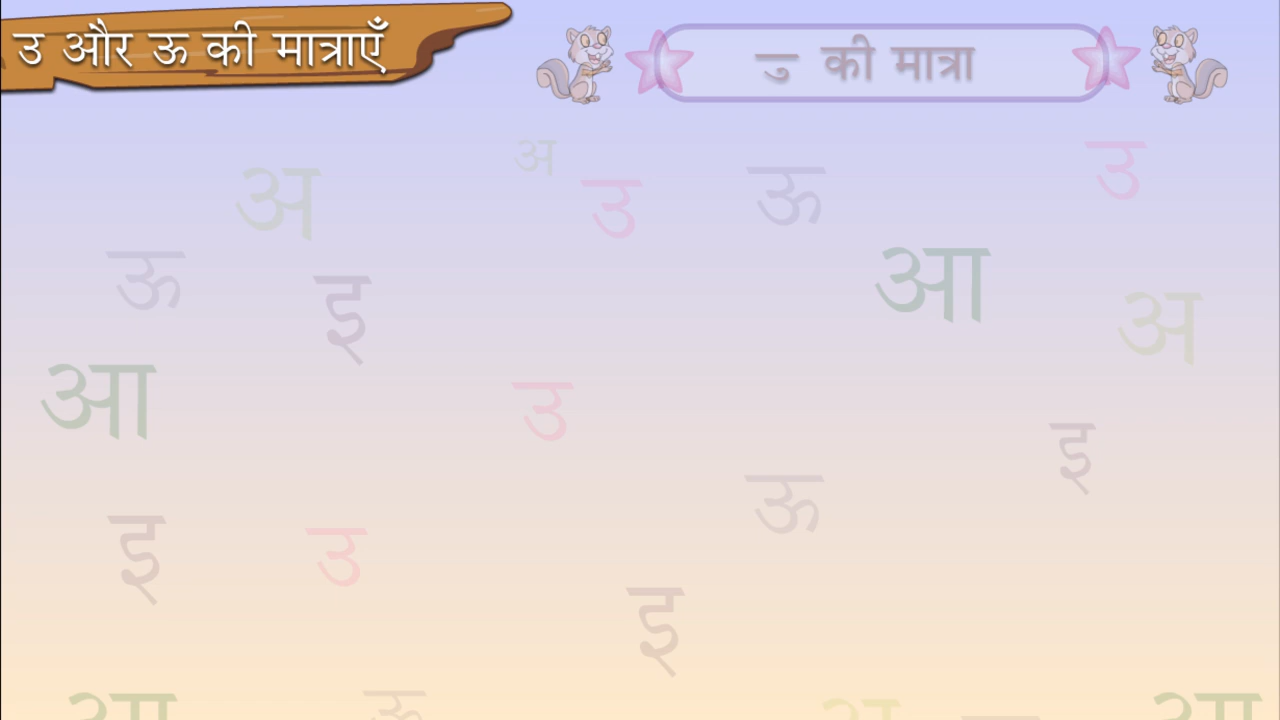 उ और ऊ की मात्राएँ
ु की मात्रा
अ
उ
ऊ
उ
अ
ऊ
इ
आ
अ
आ
उ
इ
ऊ
इ
उ
इ
आ
ऊ
अ
आ